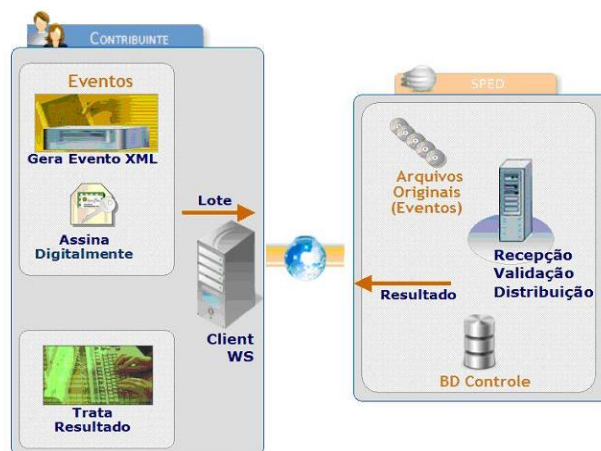 CONTRIBUINTE
Eventos
Gera Evento XML
Assina
Digitalmente
Lote
Client
WS
Trata
Resultado
SPED
Arquivos
Originais
(Eventos)
Recepção
Validação
Distribuição
Resultado
BD Controle